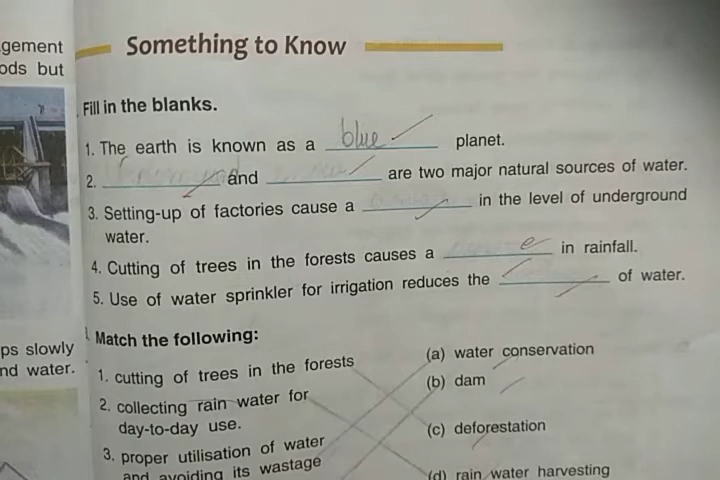 gement
ods but
Something to Know
Fill in the blanks.
1. The earth is known as a blue planet.
2. and are two major natural sources of water.
3. Setting-up of factories cause a in the level of underground
water.
4. Cutting of trees in the forests causes a in rainfall.
5. Use of water sprinkler for irrigation reduces the of water.
ps slowly
nd water.
Match the following:
1. cutting of trees in the forests
(a) water conservation
2. collecting rain water for
day-to-day use.
(b) dam
(c) deforestation
3. proper utilisation of water
and avoiding its wastage
(d) rain water harvesting